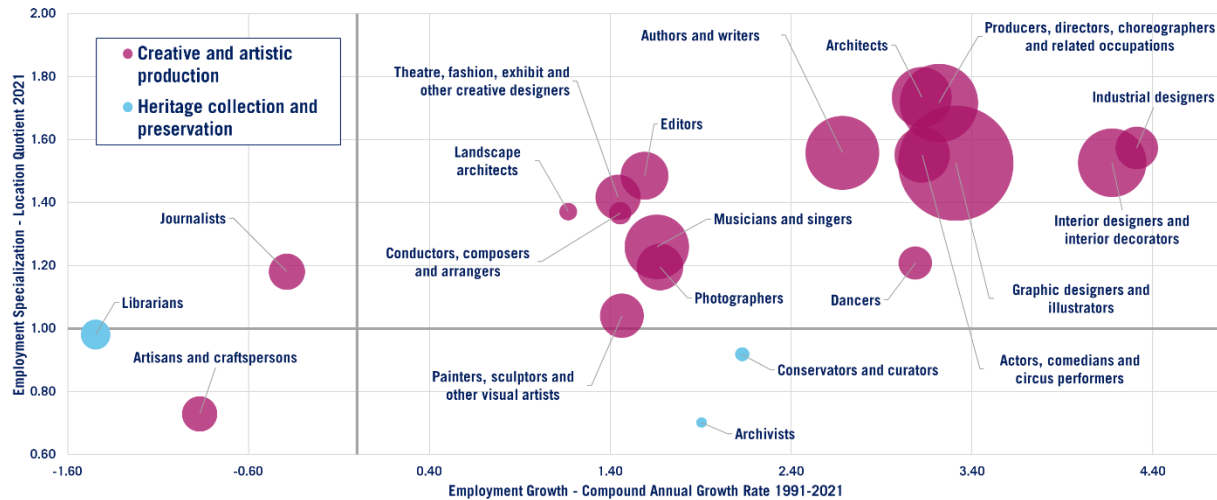 2.00
1.80
1.60
1.40
1.20
1.00
0.80
0.60
Employment Specialization - Location Quotient 2021
Creative and artistic
production
Heritage collection and
preservation
Authors and writers
Architects
Producers, directors, choreographers
and related occupations
Theatre, fashion, exhibit and
other creative designers
Industrial designers
Editors
Landscape
architects
Journalists
Musicians and singers
Interior designers and
interior decorators
Conductors, composers
and arrangers
Librarians
Photographers
Dancers
Graphic designers and
illustrators
Artisans and craftspersons
Painters, sculptors and
other visual artists
Conservators and curators
Actors, comedians and
circus performers
Archivists
-1.60
-0.60
0.40
1.40
2.40
3.40
4.40
Employment Growth - Compound Annual Growth Rate 1991-2021